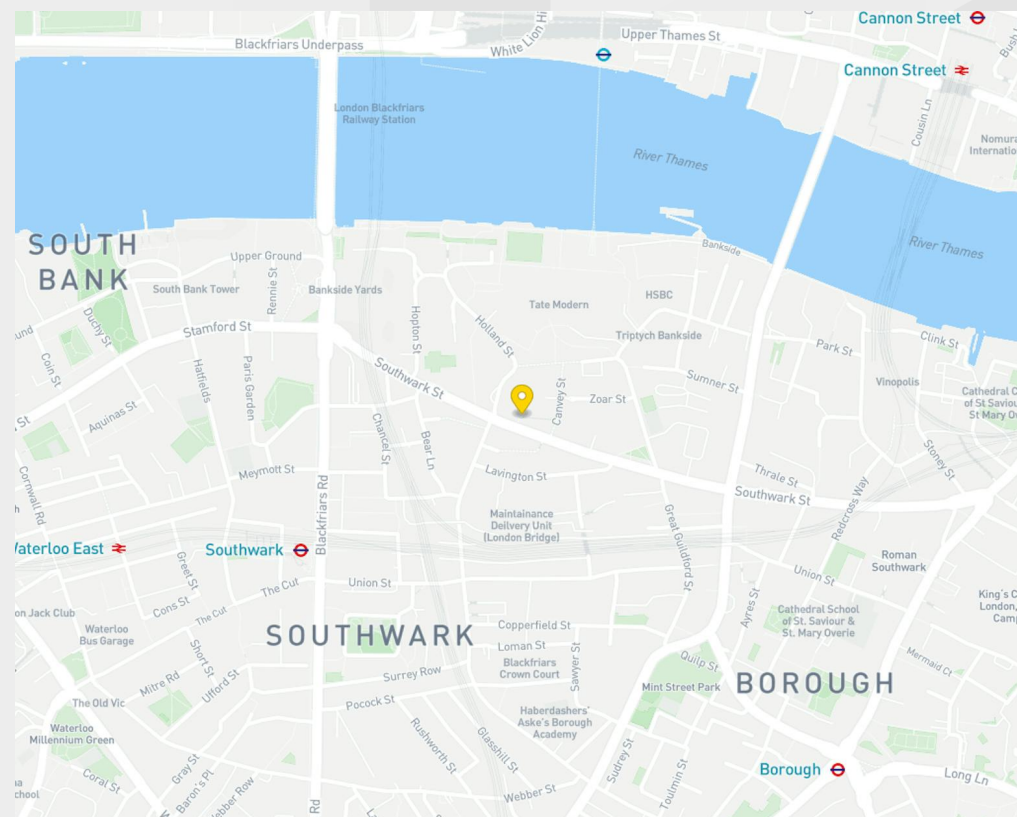 Cannon Street
Blackfriars Underpass
White Lion Hi
Upper Thames St
Bush
Cannon Street
London Blackfriars
Railway Station
Cousin Ln
Nomura
Internatio
River Thames
SOUTH
BANK
Upper Ground
Bankside
River Thames
South Bank Tower
Rennie St
Bankside Yards
HSBC
Tate Modern
Duchy St
Stamford St
Hopton St
Holland St
Triptych Bankside
und
Clink St
Park St
Coin St
Hatfields
Paris Garden
Southwark St
Sumner St
Vinopolis
Canvey St
Zoar St
Cathedral C
of St Saviou
St Mary Ov
St
Aquinas St
Chancel St
Bear Ln
Stoney St
Meymott St
Lavington St
Thrale St
Cornwall Rd
Southwark St
Redcross Way
h
Blackfriars Rd
Maintainance
Deilvery Unit
(London Bridge)
Great Guildford St
Vaterloo East
Southwark
Roman
Southwark
Greet St
The Cut
Union St
Union St
Ayres St
King's C
London,
Camp
on Jack Club
Cons St
The Cut
Cathedral School
of St. Saviour &
St. Mary Overie
Waterloo
Bus Garage
SOUTHWARK
Copperfield St
Short St
Loman St
Sawyer St
Blackfriars
Crown Court
Quilp St
Mermaid Ct
Mitre Rd
Ufford St
Surrey Row
Mint Street Park
BOROUGH
The Old Vic
Pocock St
Haberdashers'
Aske's Borough
Academy
Waterloo
Millennium Green
Rushworth St
Glasshill St
Sudrey St
Gray St
Toulmin St
Borough
Long Ln
Coral St
Baron's Pl
Webber St
chool
Rd